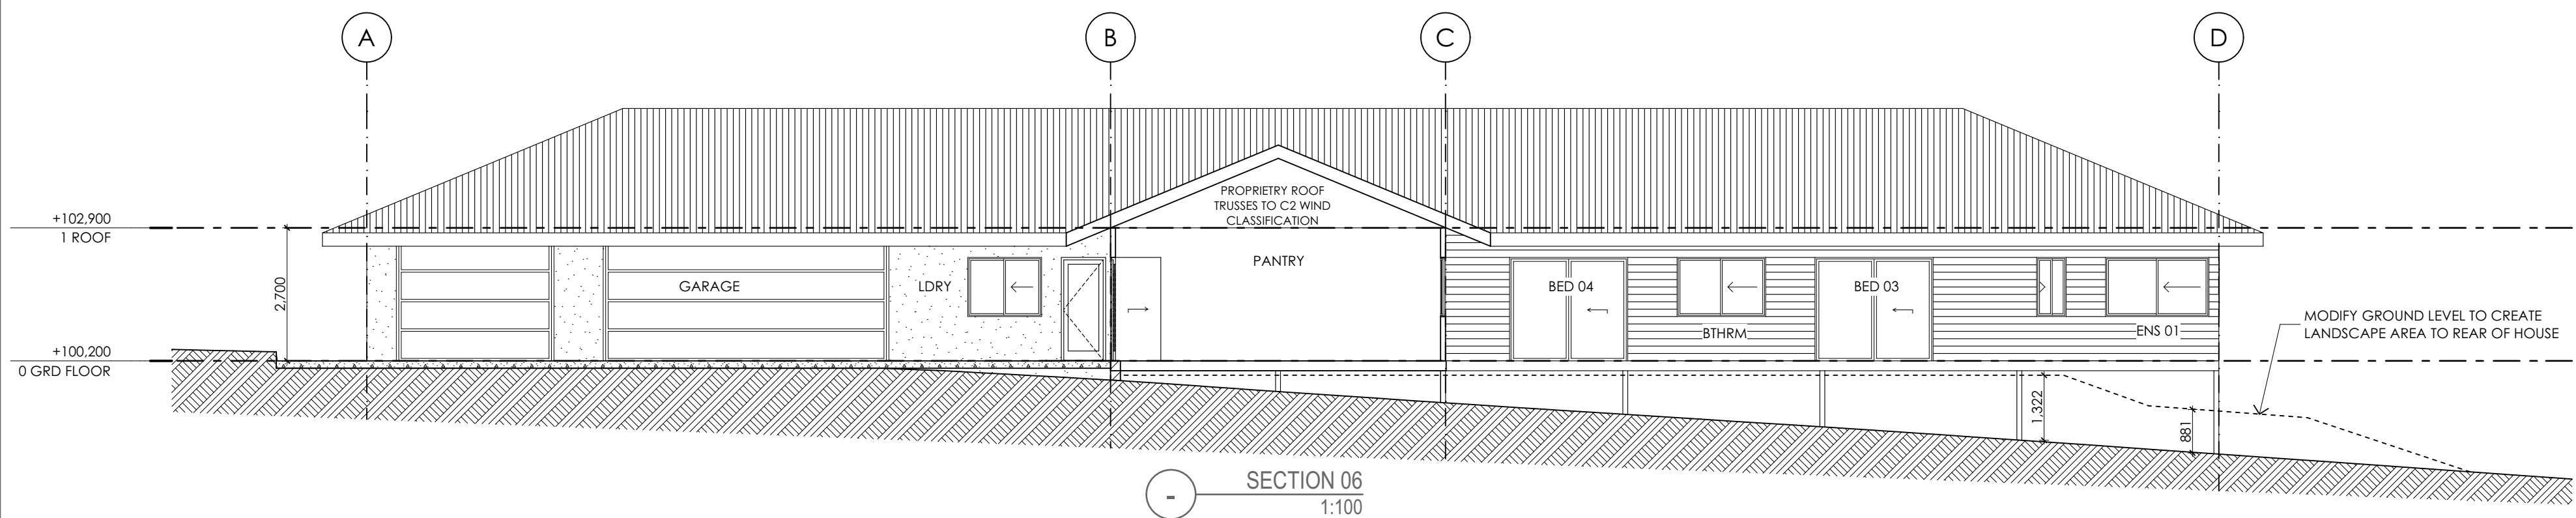 A
B
C
D
PROPRIETRY ROOF
TRUSSES TO C2 WIND
CLASSIFICATION
+102,900
1 ROOF
2,700
GARAGE
LDRY
PANTRY
BED 04
BTHRM
BED 03
ENS 01
MODIFY GROUND LEVEL TO CREATE
LANDSCAPE AREA TO REAR OF HOUSE
+100,200
0 GRD FLOOR
1,322
881
-
SECTION 06
1:100